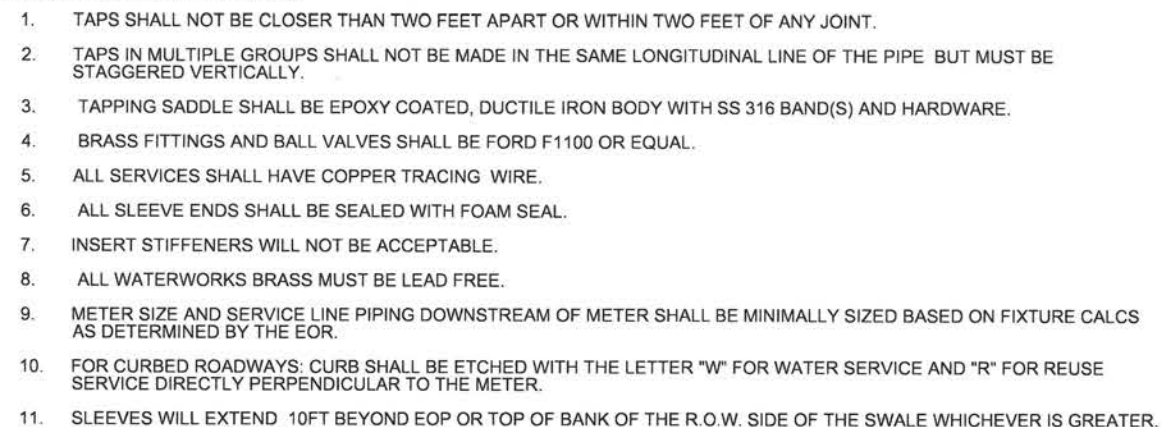 1. TAPS SHALL NOT BE CLOSER THAN TWO FEET APART OR WITHIN TWO FEET OF ANY JOINT.
2. TAPS IN MULTIPLE GROUPS SHALL NOT BE MADE IN THE SAME LONGITUDINAL LINE OF THE PIPE BUT MUST BE
STAGGERED VERTICALLY.
3. TAPPING SADDLE SHALL BE EPOXY COATED, DUCTILE IRON BODY WITH SS 316 BAND(S) AND HARDWARE.
4. BRASS FITTINGS AND BALL VALVES SHALL BE FORD F1100 OR EQUAL.
5. ALL SERVICES SHALL HAVE COPPER TRACING WIRE.
6. ALL SLEEVE ENDS SHALL BE SEALED WITH FOAM SEAL.
7. INSERT STIFFENERS WILL NOT BE ACCEPTABLE.
8. ALL WATERWORKS BRASS MUST BE LEAD FREE.
9. METER SIZE AND SERVICE LINE PIPING DOWNSTREAM OF METER SHALL BE MINIMALLY SIZED BASED ON FIXTURE CALCS
AS DETERMINED BY THE EOR.
10. FOR CURBED ROADWAYS: CURB SHALL BE ETCHED WITH THE LETTER "W" FOR WATER SERVICE AND "R" FOR REUSE
SERVICE DIRECTLY PERPENDICULAR TO THE METER.
11. SLEEVES WILL EXTEND 10FT BEYOND EOP OR TOP OF BANK OF THE R.O.W. SIDE OF THE SWALE WHICHEVER IS GREATER.